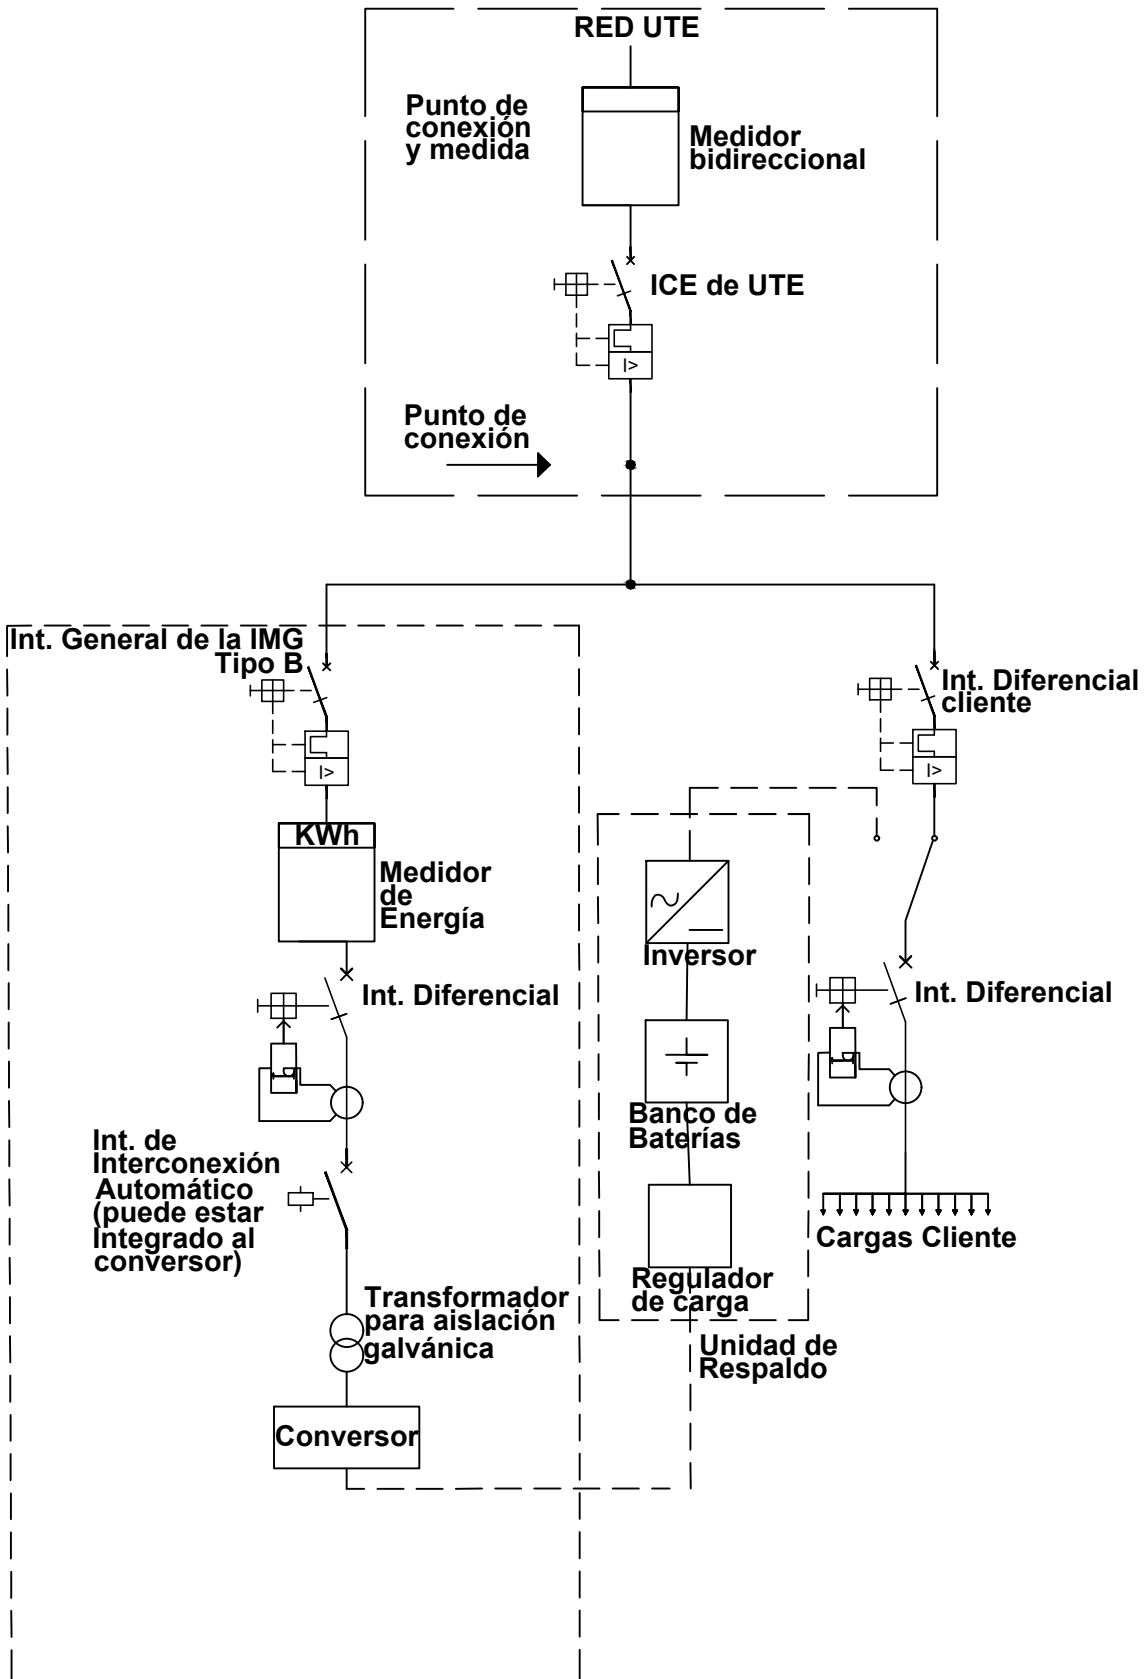 RED UTE
Punto de
conexión
y medida
Medidor
bidireccional
ICE de UTE
I>
Punto de
conexión
Int. General de la IMG
Tipo B
I>
Int. Diferencial
cliente
I>
KWh
Medidor
de
Energía
Inversor
Int. Diferencial
Int. Diferencial
Banco de
Baterías
Int. de
Interconexión
Automático
(puede estar
Integrado al
conversor)
Cargas Cliente
Regulador
de carga
Transformador
para aislación
galvánica
Unidad de
Respaldo
Conversor